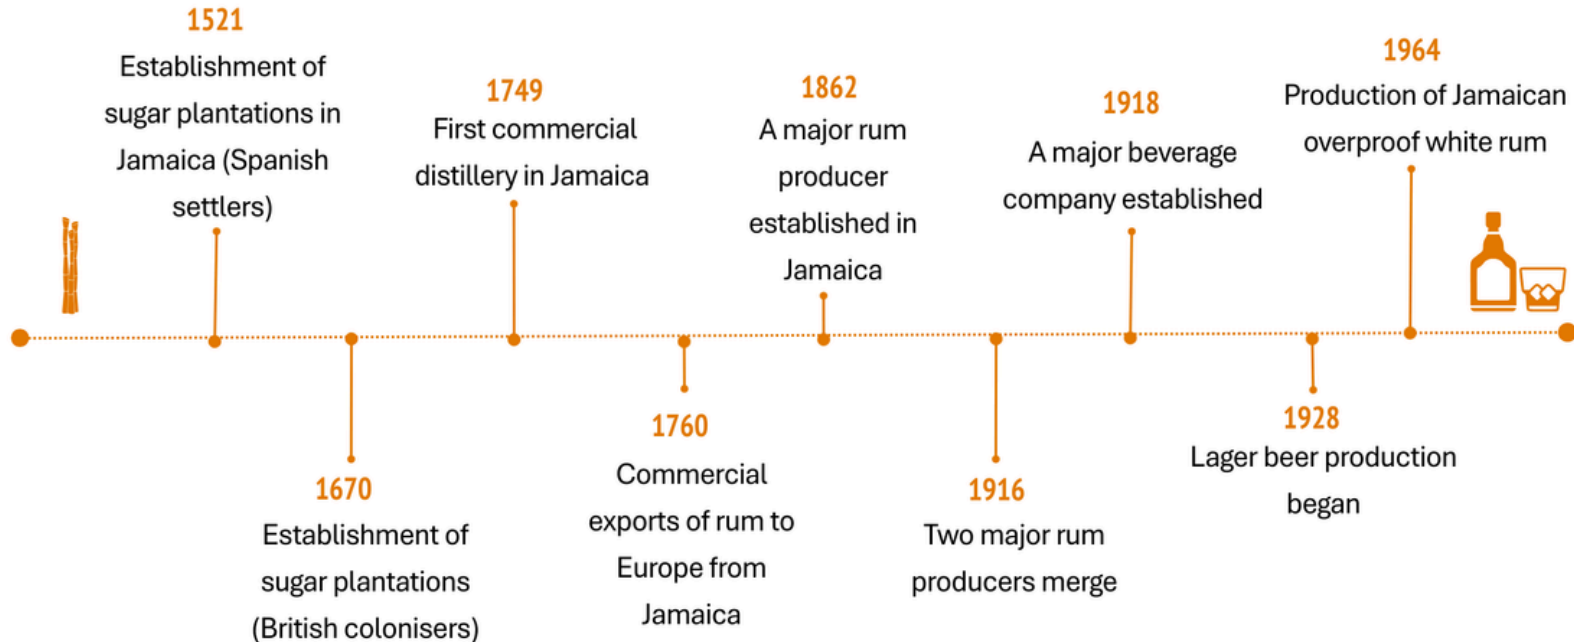 1521
Establishment of
sugar plantations in
Jamaica (Spanish
settlers)
1670
Establishment of
sugar plantations
(British colonisers)
1749
First commercial
distillery in Jamaica
1760
Commercial
exports of rum to
Europe from
Jamaica
1862
A major rum
producer
established in
Jamaica
1916
Two major rum
producers merge
1918
A major beverage
company established
1928
Lager beer production
began
1964
Production of Jamaican
overproof white rum